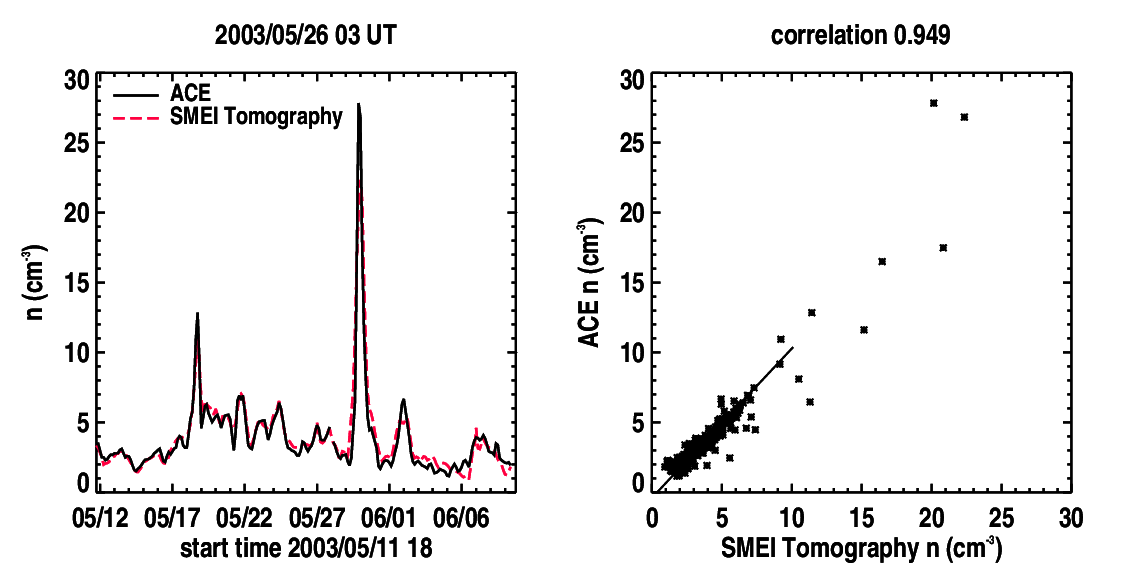 2003/05/26 03 UT
ACE
SMEI Tomography
n (cm⁻³)
30
25
20
15
10
5
0
05/12 05/17 05/22 05/27 06/01 06/06
start time 2003/05/11 18
correlation 0.949
ACE n (cm⁻³)
30
25
20
15
10
5
0
0 5 10 15 20 25 30
SMEI Tomography n (cm⁻³)